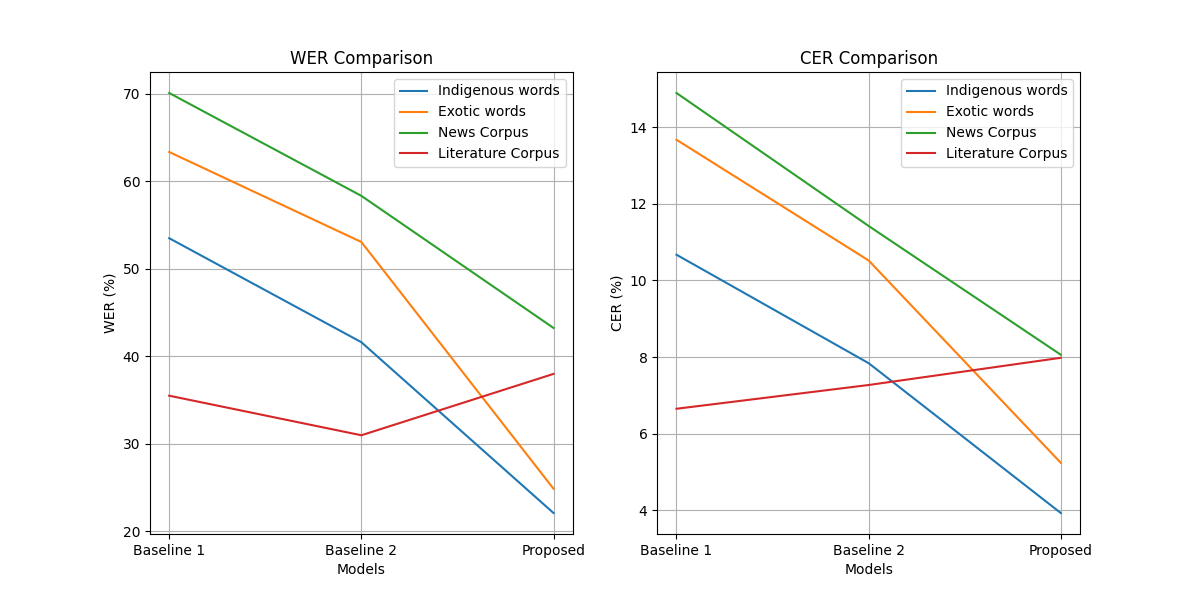 WER Comparison
Indigenous words
Exotic words
News Corpus
Literature Corpus
70
60
50
40
30
20
WER (%)
Baseline 1
Baseline 2
Proposed
Models
CER Comparison
Indigenous words
Exotic words
News Corpus
Literature Corpus
14
12
10
8
6
4
CER (%)
Baseline 1
Baseline 2
Proposed
Models